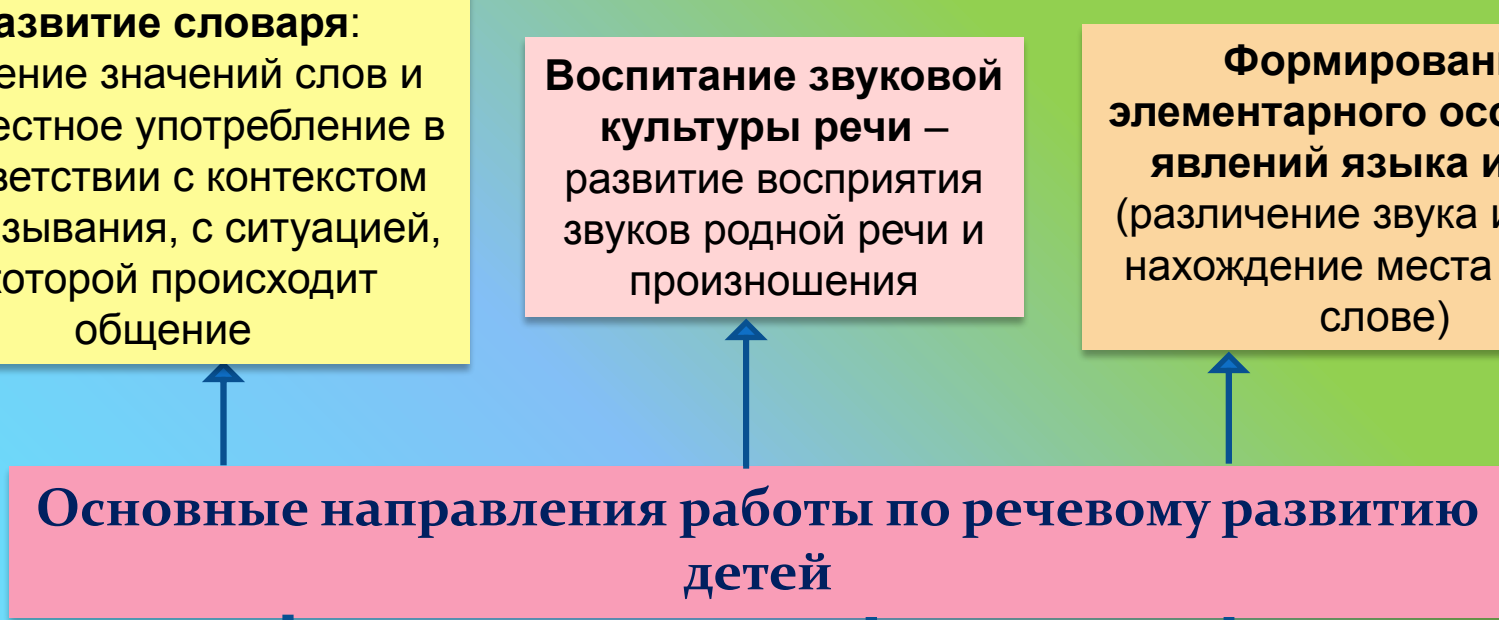 азвитие словаря:
ение значений слов и
естное употребление в
ветствии с контекстом
зывания, с ситуацией,
которой происходит
общение
Воспитание звуковой
культуры речи –
развитие восприятия
звуков родной речи и
произношения
Формирован
элементарного осо
явлений языка и
(различение звука и
нахождение места
слове)
Основные направления работы по речевому развитию
детей